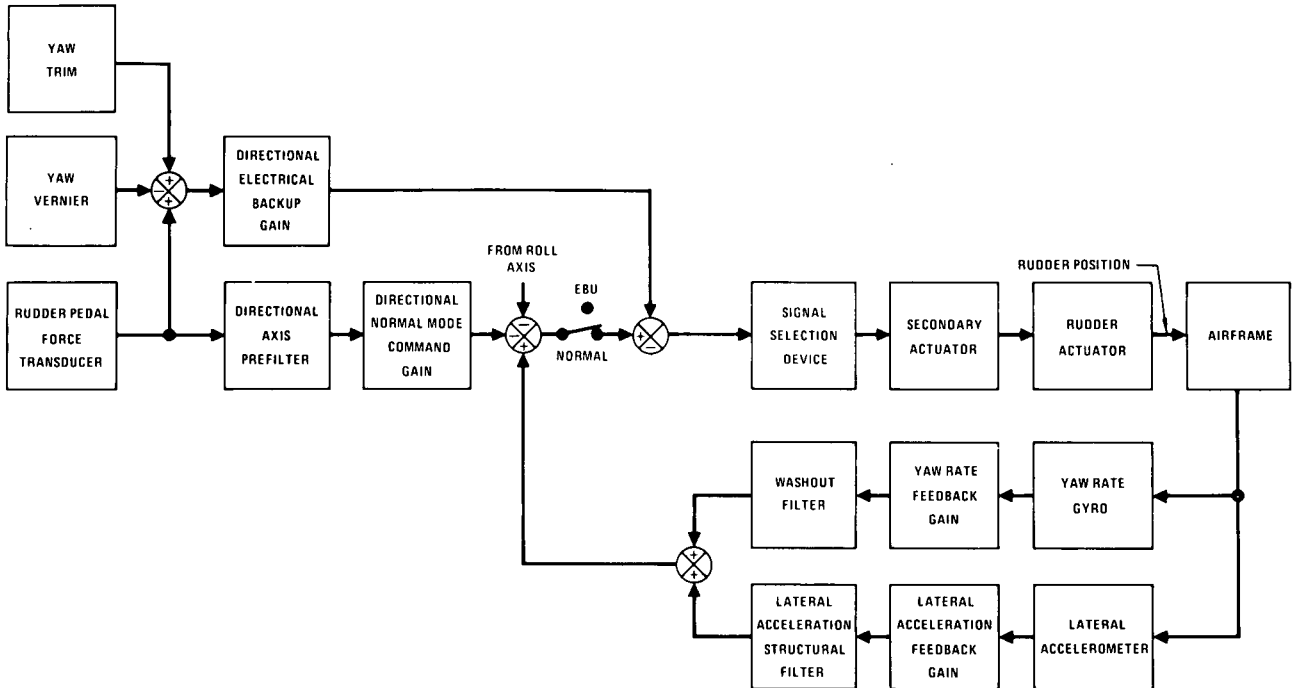 YAW
TRIM
YAW
VERNIER
DIRECTIONAL
ELECTRICAL
BACKUP
GAIN
RUDDER PEDAL
FORCE
TRANSDUCER
DIRECTIONAL
AXIS
PREFILTER
DIRECTIONAL
NORMAL MODE
COMMAND
GAIN
FROM ROLL
AXIS
EBU
NORMAL
SIGNAL
SELECTION
DEVICE
SECONDARY
ACTUATOR
RUDDER
ACTUATOR
RUDDER POSITION
AIRFRAME
WASHOUT
FILTER
YAW RATE
FEEDBACK
GAIN
YAW RATE
GYRO
LATERAL
ACCELERATION
STRUCTURAL
FILTER
LATERAL
ACCELERATION
FEEDBACK
GAIN
LATERAL
ACCELEROMETER